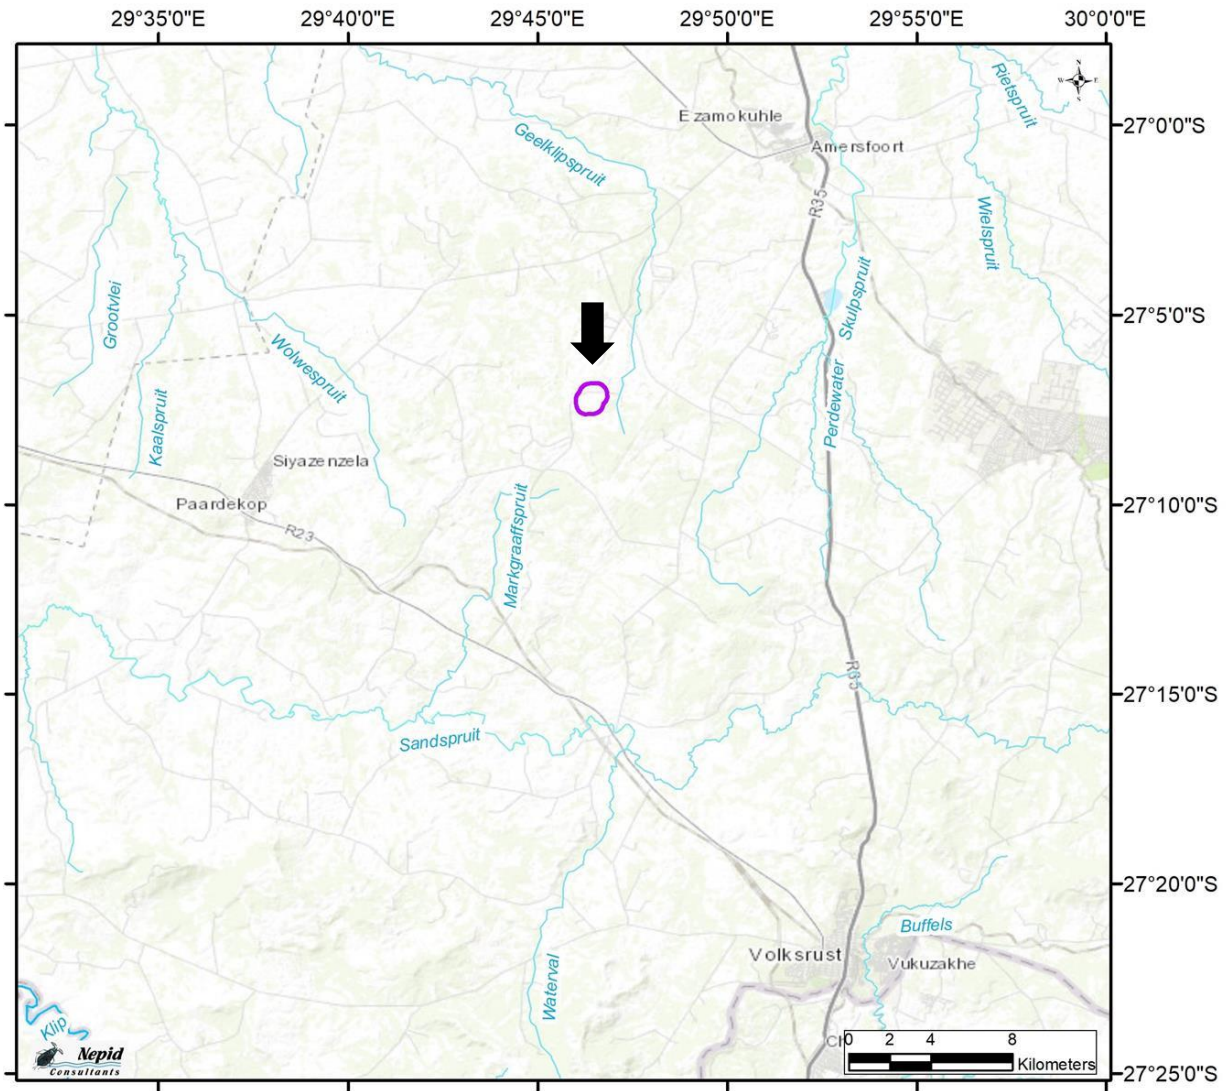 29°35'0"E
29°40'0"E
29°45'0"E
29°50'0"E
29°55'0"E
30°0'0"E
N
W
E
S
Rietspruit
Ezamokuhle
27°0'0"S
Geelklipspruit
Amersfoort
R35
Wielspruit
Skulpspruit
Grootvlei
27°5'0"S
Wolwespruit
Perdewater
Kaalspruit
Siyazenzela
Paardekop
27°10'0"S
R23
Markgraaffspruit
R35
27°15'0"S
Sandspruit
27°20'0"S
Buffels
Volksrust
Vukuzakhe
Waterval
Klip
Nepid
Consultants
Ch
0 2 4 8
Kilometers
27°25'0"S